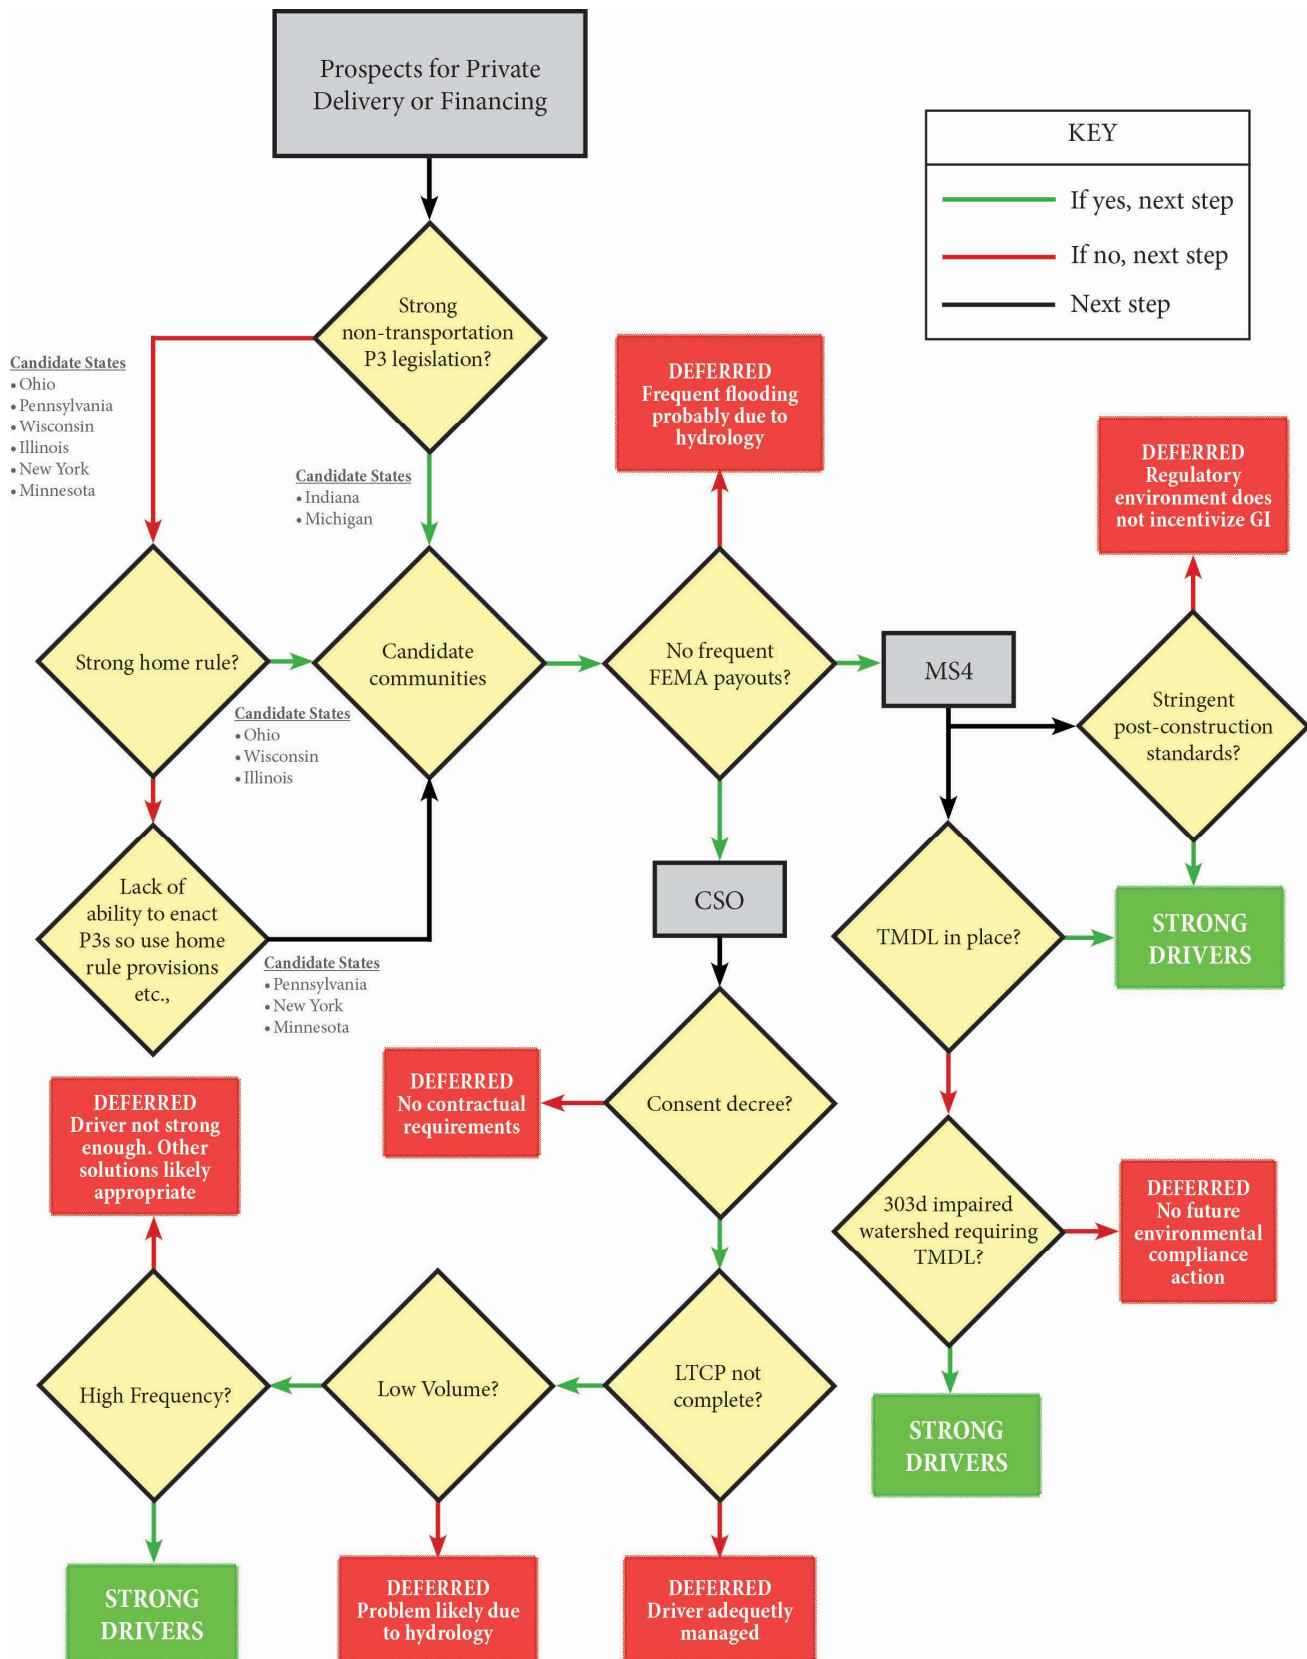 Prospects for Private
Delivery or Financing
KEY
If yes, next step
If no, next step
Next step
Strong
non-transportation
P3 legislation?
Candidate States
• Ohio
• Pennsylvania
• Wisconsin
• Illinois
• New York
• Minnesota
Candidate States
• Indiana
• Michigan
DEFERRED
Frequent flooding
probably due to
hydrology
DEFERRED
Regulatory
environment does
not incentivize GI
Strong home rule?
Candidate
communities
No frequent
FEMA payouts?
MS4
Stringent
post-construction
standards?
Candidate States
• Ohio
• Wisconsin
• Illinois
Lack of
ability to enact
P3s so use home
rule provisions
etc.,
Candidate States
• Pennsylvania
• New York
• Minnesota
CSO
TMDL in place?
STRONG
DRIVERS
DEFERRED
Driver not strong
enough. Other
solutions likely
appropriate
DEFERRED
No contractual
requirements
Consent decree?
303d impaired
watershed requiring
TMDL?
DEFERRED
No future
environmental
compliance
action
High Frequency?
Low Volume?
LTCP not
complete?
STRONG
DRIVERS
STRONG
DRIVERS
DEFERRED
Problem likely due
to hydrology
DEFERRED
Driver adequetly
managed